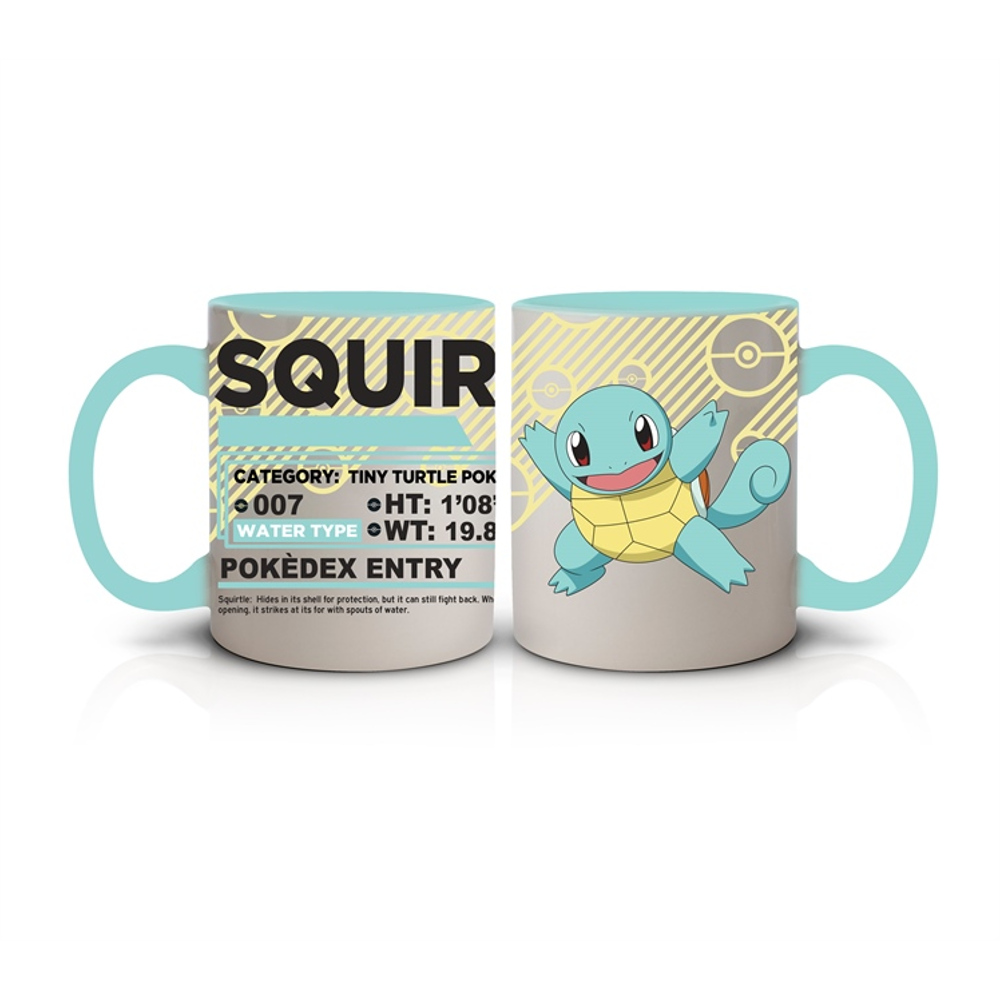 SQUIR
CATEGORY: TINY TURTLE POK
007 HT: 1'08"
WATER TYPE WT: 19.8
POKÈDEX ENTRY
Squirtle: Hides in its shell for protection, but it can still fight back. Wh
opening, it strikes at its for with spouts of water.